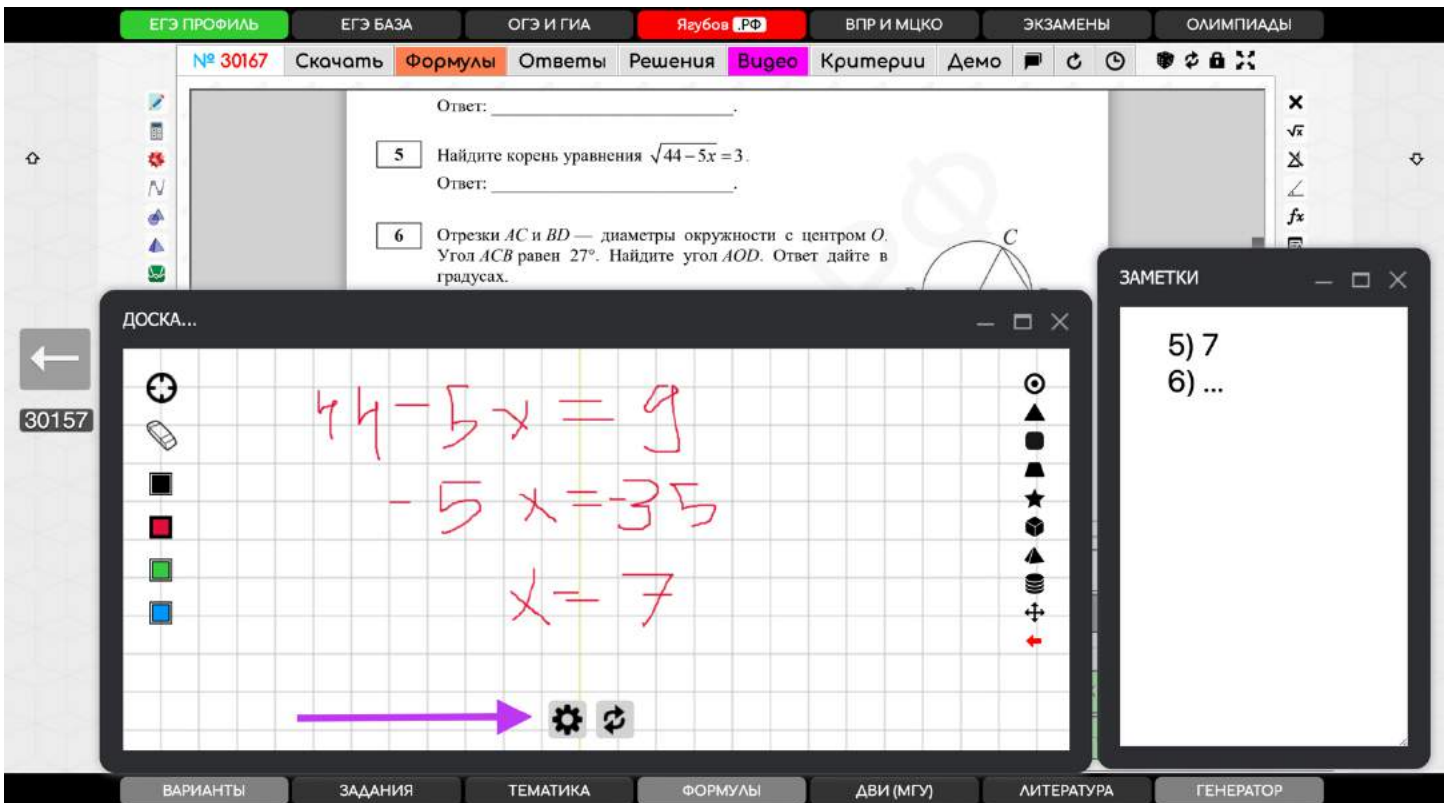 ЕГЭ ПРОФИЛЬ ЕГЭ БАЗА ОГЭ И ГИА Ягубов .РФ ВПР И МЦКО ЭКЗАМЕНЫ ОЛИМПИАДЫ
№ 30167 Скачать Формулы Ответы Решения Видео Критерии Демо
Ответ: ______________________.
5 Найдите корень уравнения √44−5x = 3.
Ответ: ______________________.
6 Отрезки AC и BD — диаметры окружности с центром O.
Угол ACB равен 27°. Найдите угол AOD. Ответ дайте в
градусах.
C
√x
fx
ДОСКА...
44-5x=9
-5x=-35
x=7
ЗАМЕТКИ
5) 7
6) ...
30157
ВАРИАНТЫ ЗАДАНИЯ ТЕМАТИКА ФОРМУЛЫ ДВИ (МГУ) ЛИТЕРАТУРА ГЕНЕРАТОР